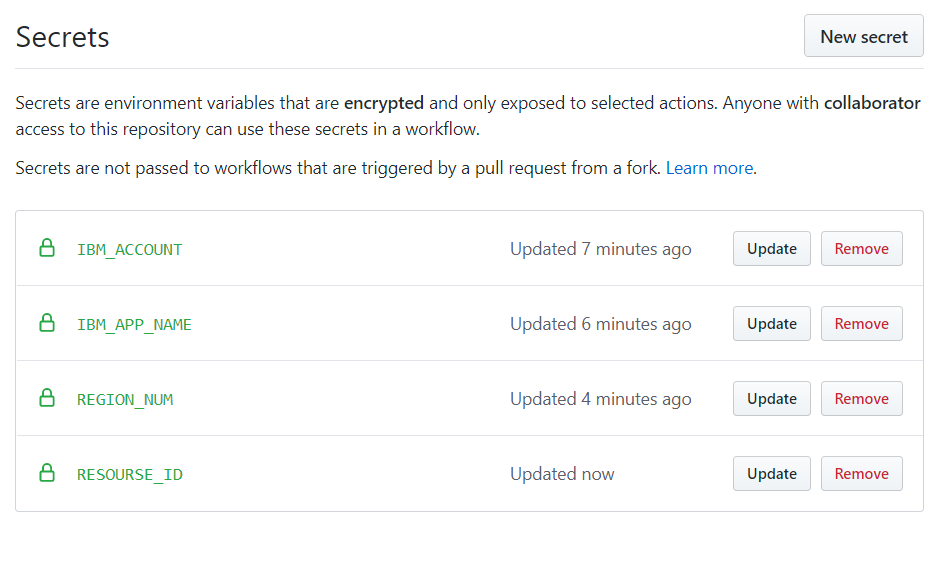 Secrets
New secret
Secrets are environment variables that are encrypted and only exposed to selected actions. Anyone with collaborator
access to this repository can use these secrets in a workflow.
Secrets are not passed to workflows that are triggered by a pull request from a fork. Learn more.
IBM_ACCOUNT Updated 7 minutes ago Update Remove
IBM_APP_NAME Updated 6 minutes ago Update Remove
REGION_NUM Updated 4 minutes ago Update Remove
RESOURSE_ID Updated now Update Remove